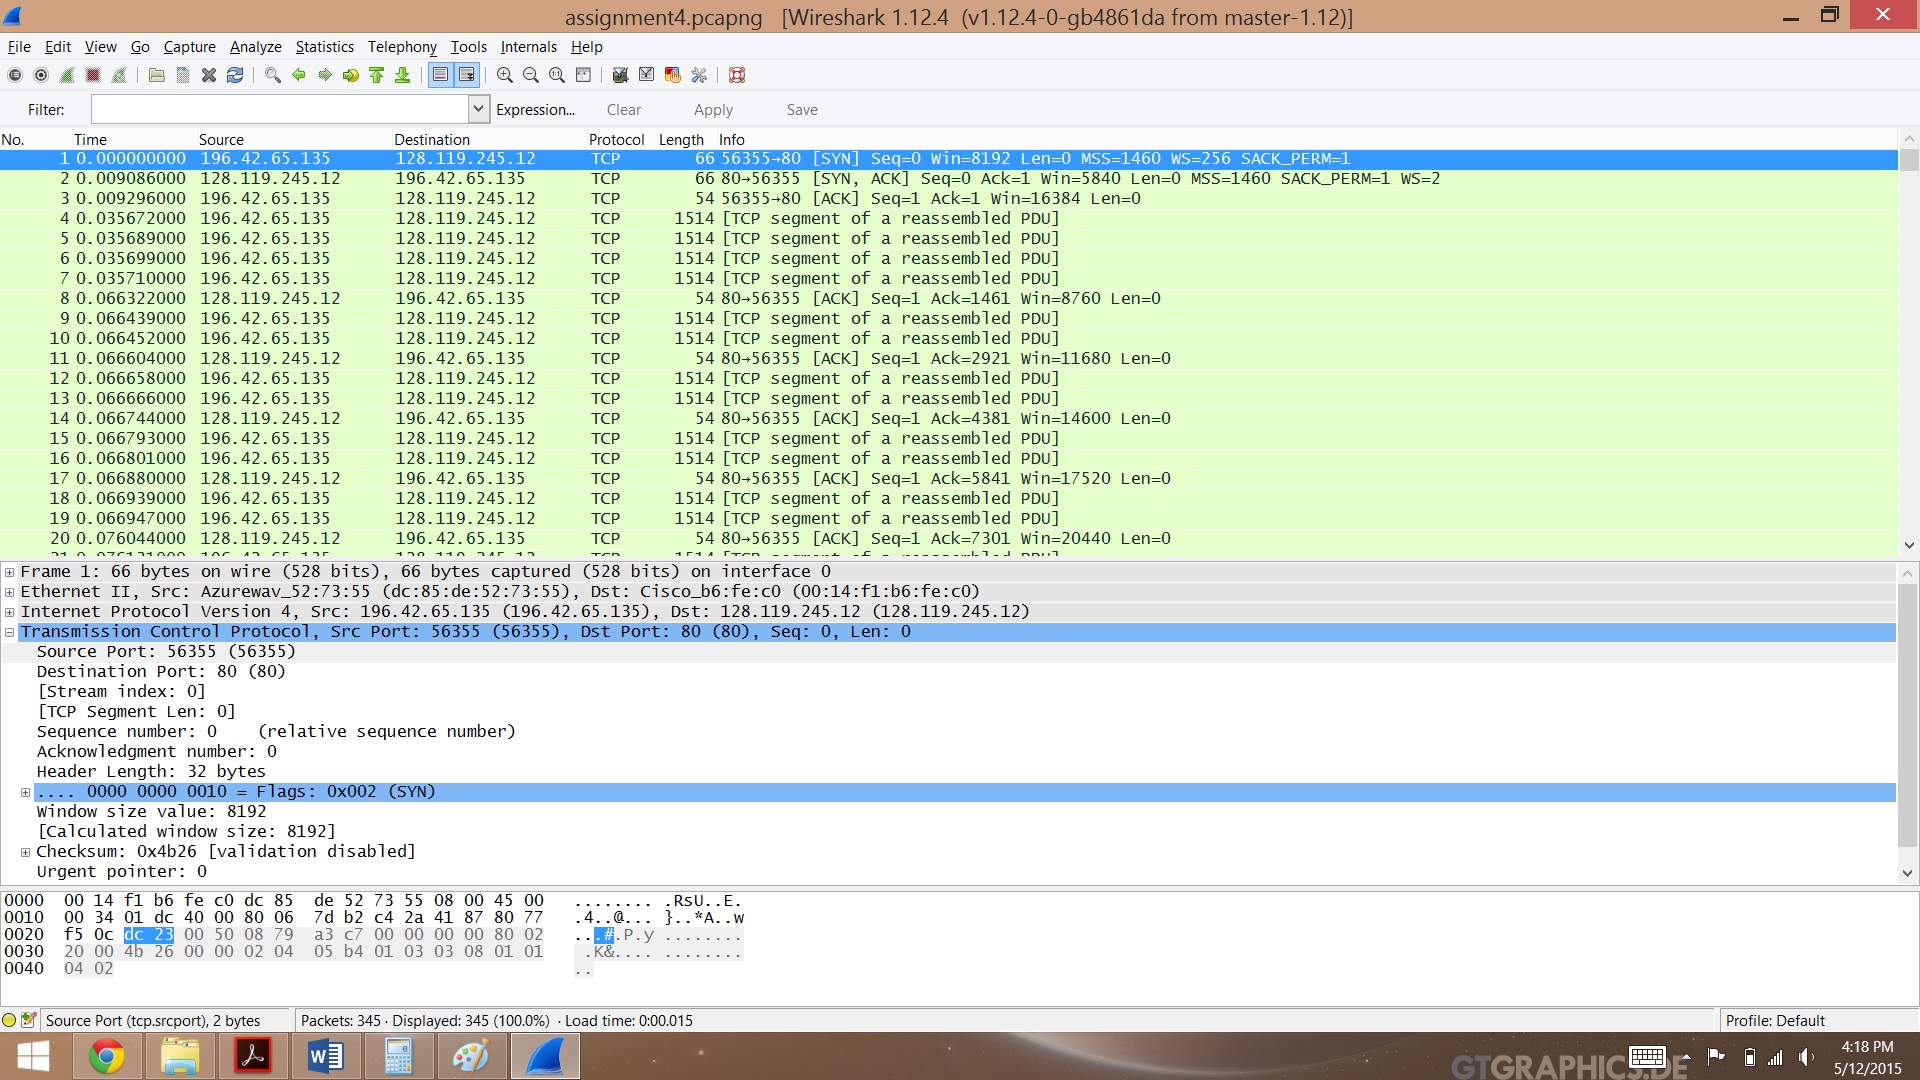 assignment4.pcapng [Wireshark 1.12.4 (v1.12.4-0-gb4861da from master-1.12)]
File Edit View Go Capture Analyze Statistics Telephony Tools Internals Help
Filter: Expression... Clear Apply Save
No. Time Source Destination Protocol Length Info
1 0.000000000 196.42.65.135 128.119.245.12 TCP 66 56355→80 [SYN] Seq=0 Win=8192 Len=0 MSS=1460 WS=256 SACK_PERM=1
2 0.009086000 128.119.245.12 196.42.65.135 TCP 66 80→56355 [SYN, ACK] Seq=0 Ack=1 Win=5840 Len=0 MSS=1460 SACK_PERM=1 WS=2
3 0.009296000 196.42.65.135 128.119.245.12 TCP 54 56355→80 [ACK] Seq=1 Ack=1 Win=16384 Len=0
4 0.035672000 196.42.65.135 128.119.245.12 TCP 1514 [TCP segment of a reassembled PDU]
5 0.035689000 196.42.65.135 128.119.245.12 TCP 1514 [TCP segment of a reassembled PDU]
6 0.035699000 196.42.65.135 128.119.245.12 TCP 1514 [TCP segment of a reassembled PDU]
7 0.035710000 196.42.65.135 128.119.245.12 TCP 1514 [TCP segment of a reassembled PDU]
8 0.066322000 128.119.245.12 196.42.65.135 TCP 54 80→56355 [ACK] Seq=1 Ack=1461 Win=8760 Len=0
9 0.066439000 196.42.65.135 128.119.245.12 TCP 1514 [TCP segment of a reassembled PDU]
10 0.066452000 196.42.65.135 128.119.245.12 TCP 1514 [TCP segment of a reassembled PDU]
11 0.066604000 128.119.245.12 196.42.65.135 TCP 54 80→56355 [ACK] Seq=1 Ack=2921 Win=11680 Len=0
12 0.066658000 196.42.65.135 128.119.245.12 TCP 1514 [TCP segment of a reassembled PDU]
13 0.066666000 196.42.65.135 128.119.245.12 TCP 1514 [TCP segment of a reassembled PDU]
14 0.066744000 128.119.245.12 196.42.65.135 TCP 54 80→56355 [ACK] Seq=1 Ack=4381 Win=14600 Len=0
15 0.066793000 196.42.65.135 128.119.245.12 TCP 1514 [TCP segment of a reassembled PDU]
16 0.066801000 196.42.65.135 128.119.245.12 TCP 1514 [TCP segment of a reassembled PDU]
17 0.066880000 128.119.245.12 196.42.65.135 TCP 54 80→56355 [ACK] Seq=1 Ack=5841 Win=17520 Len=0
18 0.066939000 196.42.65.135 128.119.245.12 TCP 1514 [TCP segment of a reassembled PDU]
19 0.066947000 196.42.65.135 128.119.245.12 TCP 1514 [TCP segment of a reassembled PDU]
20 0.076044000 128.119.245.12 196.42.65.135 TCP 54 80→56355 [ACK] Seq=1 Ack=7301 Win=20440 Len=0
Frame 1: 66 bytes on wire (528 bits), 66 bytes captured (528 bits) on interface 0
Ethernet II, Src: Azurewav_52:73:55 (dc:85:de:52:73:55), Dst: Cisco_b6:fe:c0 (00:14:f1:b6:fe:c0)
Internet Protocol Version 4, Src: 196.42.65.135 (196.42.65.135), Dst: 128.119.245.12 (128.119.245.12)
Transmission Control Protocol, Src Port: 56355 (56355), Dst Port: 80 (80), Seq: 0, Len: 0
Source Port: 56355 (56355)
Destination Port: 80 (80)
[Stream index: 0]
[TCP Segment Len: 0]
Sequence number: 0 (relative sequence number)
Acknowledgment number: 0
Header Length: 32 bytes
.... 0000 0000 0010 = Flags: 0x002 (SYN)
Window size value: 8192
[Calculated window size: 8192]
Checksum: 0x4b26 [validation disabled]
Urgent pointer: 0
0000 00 14 f1 b6 fe c0 dc 85 de 52 73 55 08 00 45 00 ........ .RsU..E.
0010 00 34 01 dc 40 00 80 06 7d b2 c4 2a 41 87 80 77 .4..@... }..*A..w
0020 f5 0c dc 23 00 50 08 79 a3 c7 00 00 00 00 80 02 ...#.P.y ........
0030 20 00 4b 26 00 00 02 04 05 b4 01 03 03 08 01 01 .K&.... ........
0040 04 02 ..
Source Port (tcp.srcport), 2 bytes Packets: 345 · Displayed: 345 (100.0%) · Load time: 0:00.015 Profile: Default
GTGRAPHICS.DE
4:18 PM
5/12/2015